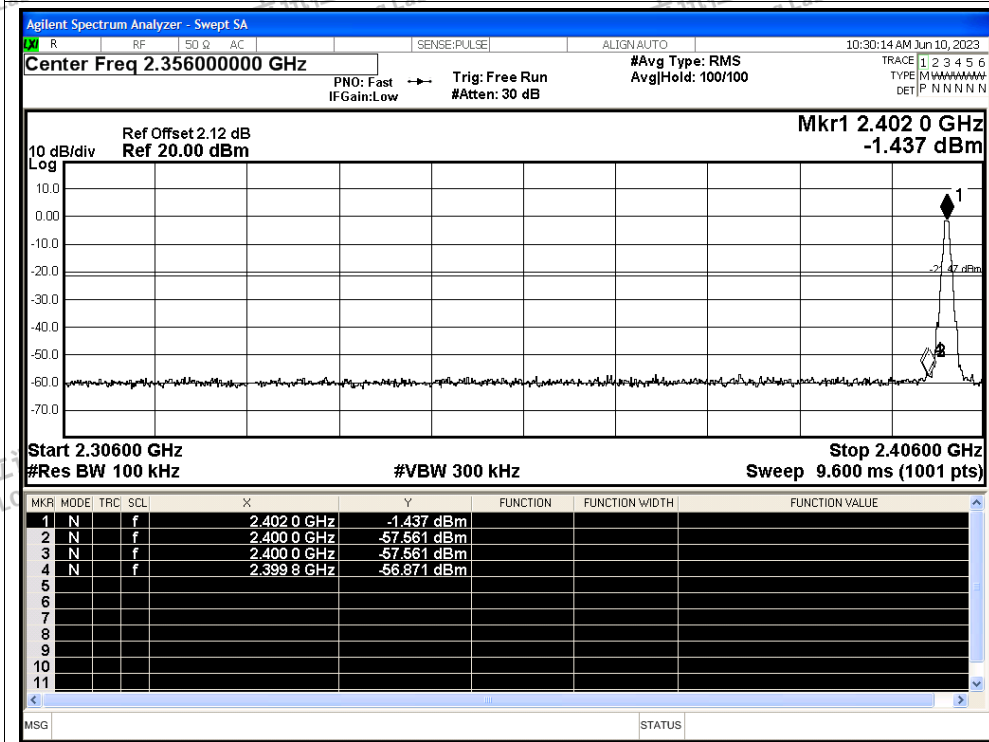 Agilent Spectrum Analyzer - Swept SA
LXI R RF 50 Ω AC SENSE:PULSE ALIGN AUTO 10:30:14 AM Jun 10, 2023
Center Freq 2.356000000 GHz
PNO: Fast
IFGain:Low
Trig: Free Run
#Atten: 30 dB
#Avg Type: RMS
Avg|Hold: 100/100
TRACE 1 2 3 4 5 6
TYPE M
DET P N N N N N
Mkr1 2.402 0 GHz
-1.437 dBm
Ref Offset 2.12 dB
10 dB/div Ref 20.00 dBm
Log
10.0
0.00
-10.0
-20.0
-30.0
-40.0
-50.0
-60.0
-70.0
1
-21.47 dBm
Start 2.30600 GHz Stop 2.40600 GHz
#Res BW 100 kHz #VBW 300 kHz Sweep 9.600 ms (1001 pts)
MKR MODE TRC SCL X Y FUNCTION FUNCTION WIDTH FUNCTION VALUE
1 N f 2.402 0 GHz -1.437 dBm
2 N f 2.400 0 GHz -57.561 dBm
3 N f 2.400 0 GHz -57.561 dBm
4 N f 2.399 8 GHz -56.871 dBm
5
6
7
8
9
10
11
MSG STATUS